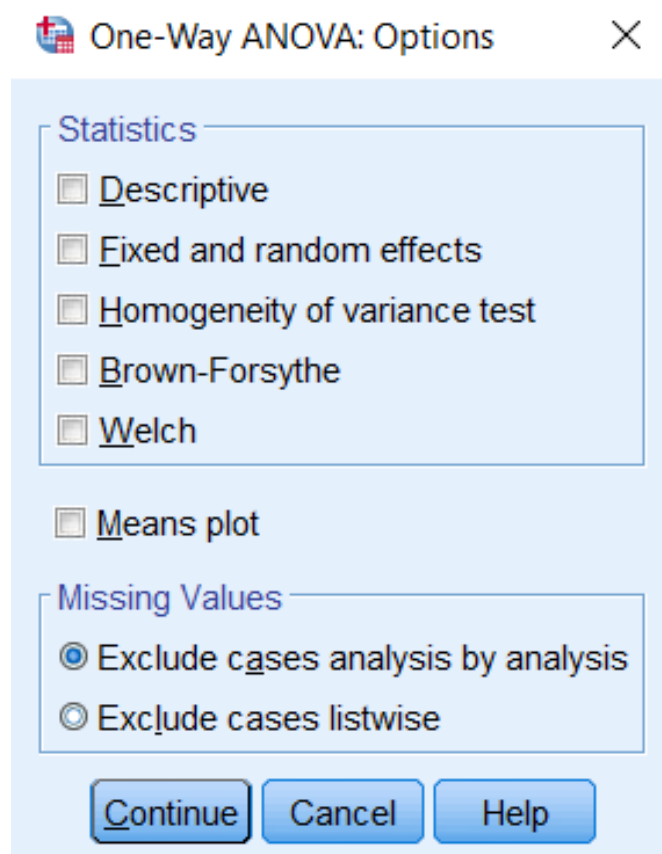 One-Way ANOVA: Options
Statistics
Descriptive
Fixed and random effects
Homogeneity of variance test
Brown-Forsythe
Welch
Means plot
Missing Values
Exclude cases analysis by analysis
Exclude cases listwise
Continue Cancel Help